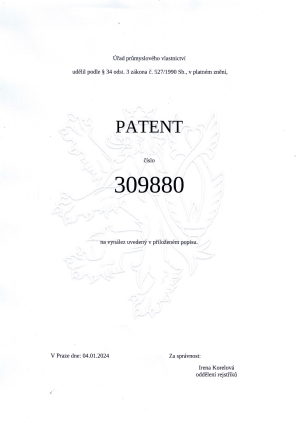 Úřad průmyslového vlastnictví
udělil podle § 34 odst. 3 zákona č. 527/1990 Sb., v platném znění,
PATENT
číslo
309880
na vynález uvedený v přiloženém popisu.
V Praze dne: 04.01.2024
Za správnost:
Irena Korelová
oddělení rejstříků